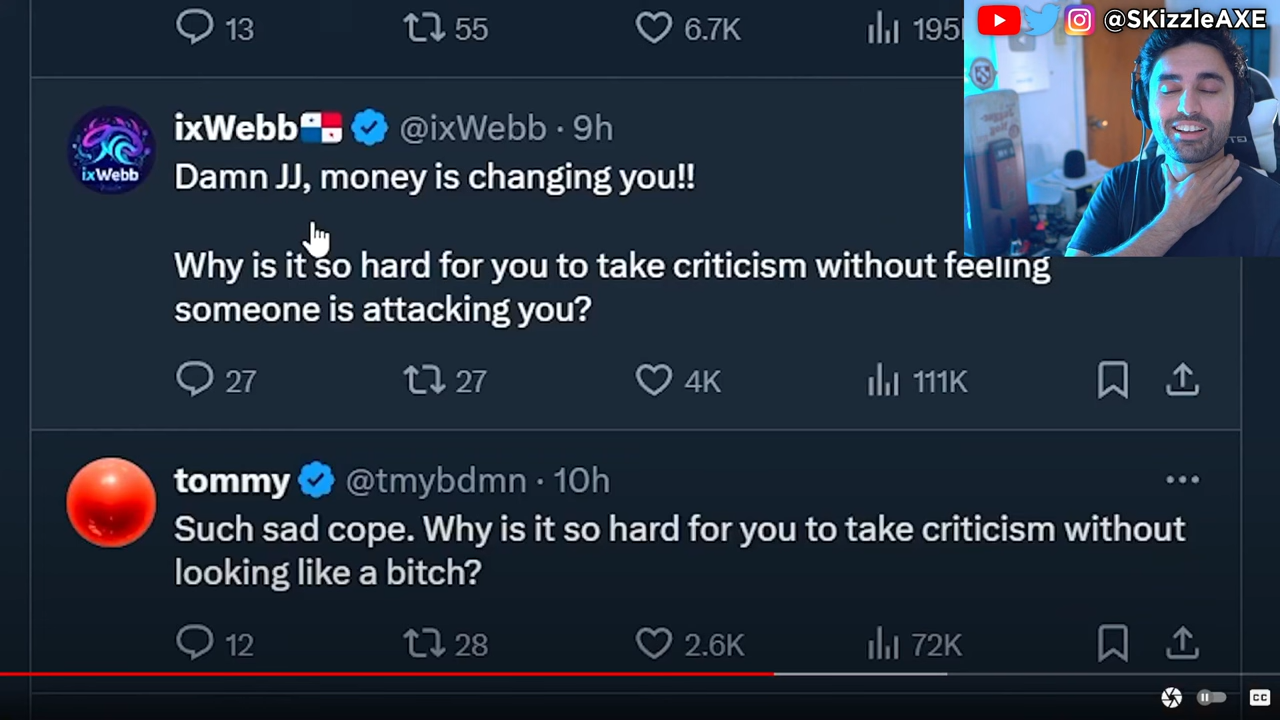 @SKizzleAXE
13 55 6.7K 195
ixWebb @ixWebb · 9h
ixWebb
Damn JJ, money is changing you!!
Why is it so hard for you to take criticism without feeling
someone is attacking you?
27 27 4K 111K
tommy @tmybdmn · 10h
Such sad cope. Why is it so hard for you to take criticism without
looking like a bitch?
12 28 2.6K 72K
CC